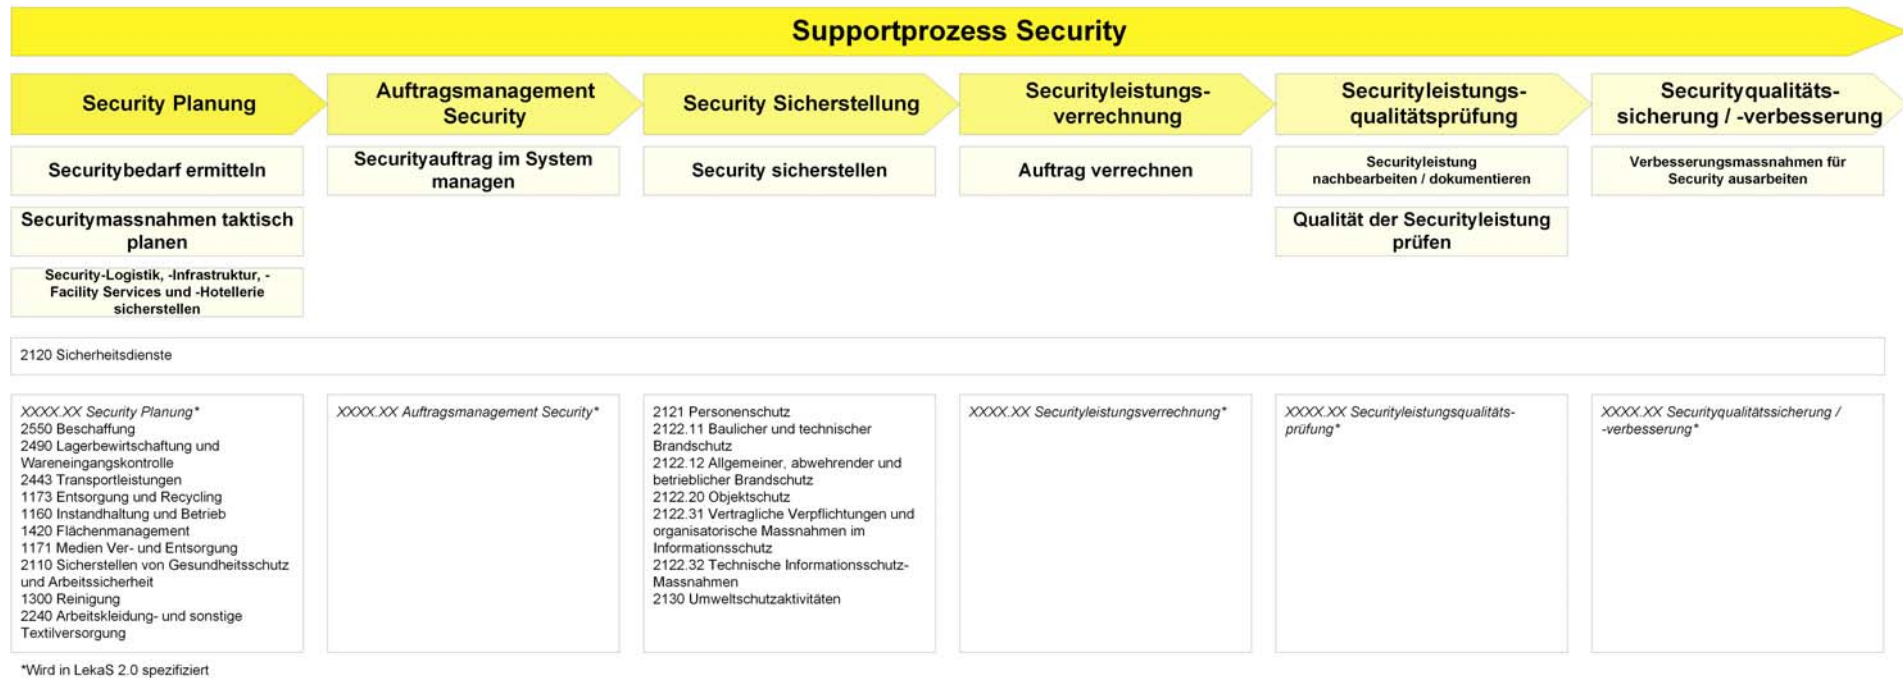 Supportprozess Security
Security Planung
Auftragsmanagement
Security
Security Sicherstellung
Securityleistungs-
verrechnung
Securityleistungs-
qualitätsprüfung
Securityqualitäts-
sicherung / -verbesserung
Securitybedarf ermitteln
Securityauftrag im System
managen
Security sicherstellen
Auftrag verrechnen
Securityleistung
nachbearbeiten / dokumentieren
Verbesserungsmassnahmen für
Security ausarbeiten
Securitymassnahmen taktisch
planen
Qualität der Securityleistung
prüfen
Security-Logistik, -Infrastruktur, -
Facility Services und -Hotellerie
sicherstellen
2120 Sicherheitsdienste
XXXX.XX Security Planung*
2550 Beschaffung
2490 Lagerbewirtschaftung und
Wareneingangskontrolle
2443 Transportleistungen
1173 Entsorgung und Recycling
1160 Instandhaltung und Betrieb
1420 Flächenmanagement
1171 Medien Ver- und Entsorgung
2110 Sicherstellen von Gesundheitsschutz
und Arbeitssicherheit
1300 Reinigung
2240 Arbeitskleidung- und sonstige
Textilversorgung
XXXX.XX Auftragsmanagement Security*
2121 Personenschutz
2122.11 Baulicher und technischer
Brandschutz
2122.12 Allgemeiner, abwehrender und
betrieblicher Brandschutz
2122.20 Objektschutz
2122.31 Vertragliche Verpflichtungen und
organisatorische Massnahmen im
Informationsschutz
2122.32 Technische Informationsschutz-
Massnahmen
2130 Umweltschutzaktivitäten
XXXX.XX Securityleistungsverrechnung*
XXXX.XX Securityleistungsqualitäts-
prüfung*
XXXX.XX Securityqualitätssicherung /
-verbesserung*
*Wird in LekaS 2.0 spezifiziert